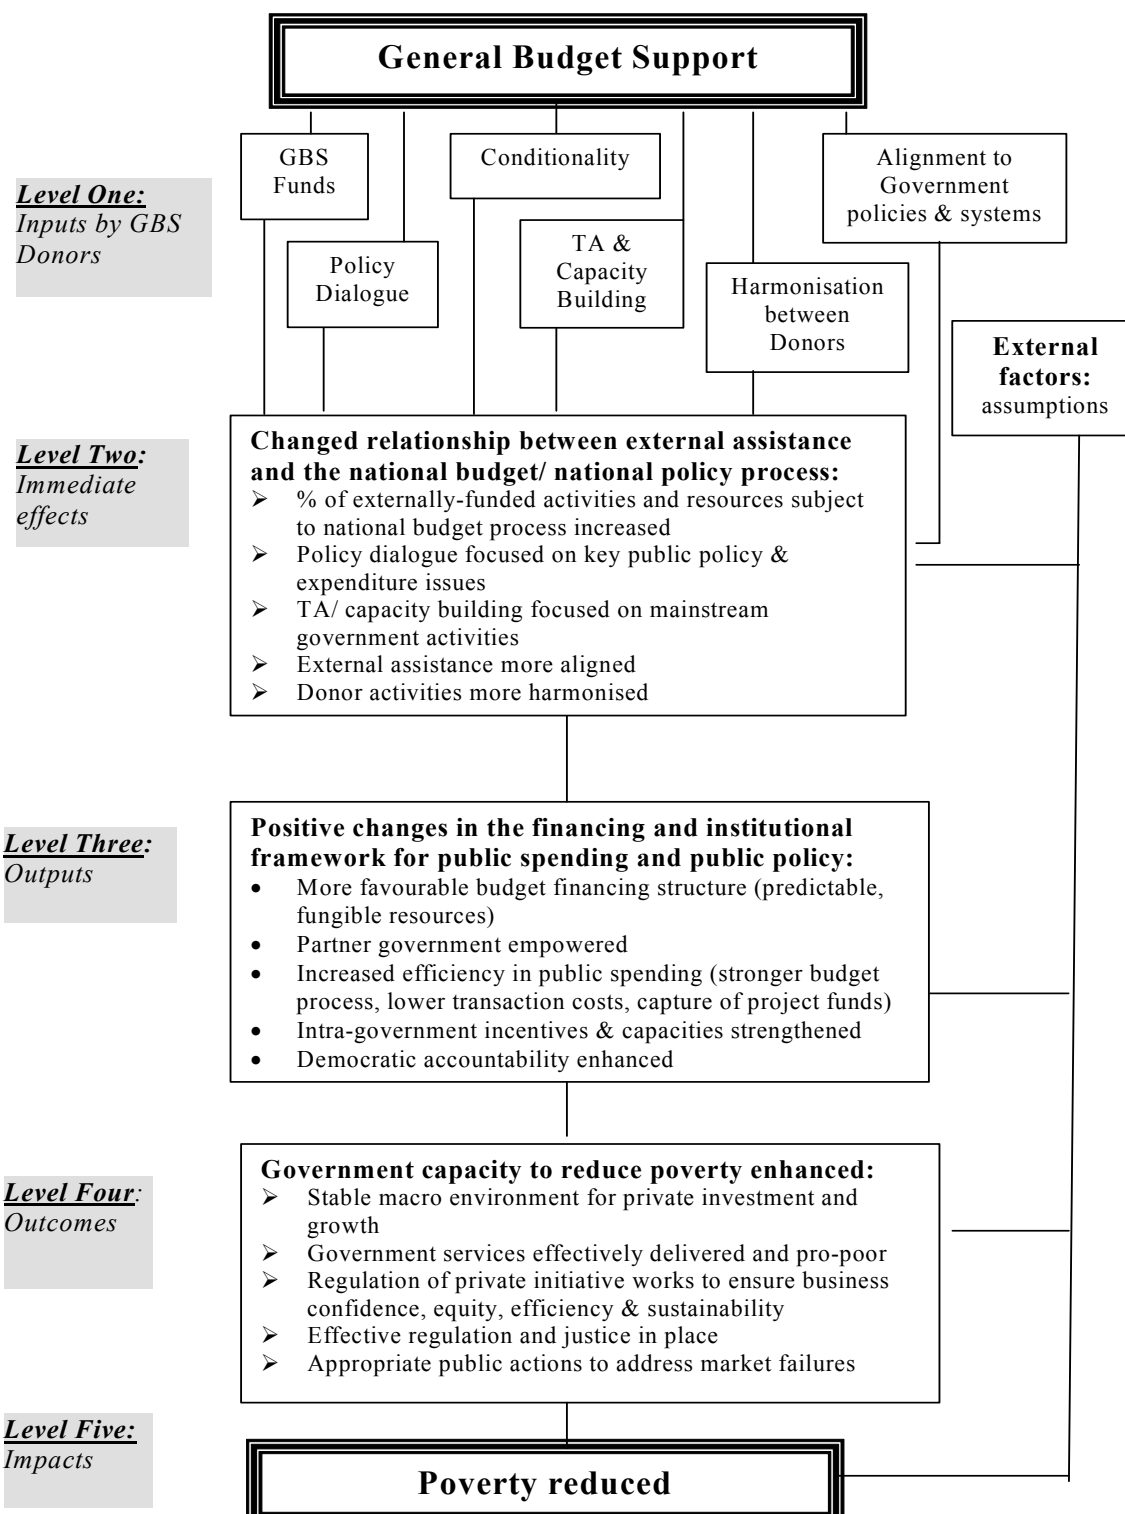 General Budget Support
GBS
Funds
Conditionality
Alignment to
Government
policies & systems
Level One:
Inputs by GBS
Donors
Policy
Dialogue
TA &
Capacity
Building
Harmonisation
between
Donors
External
factors:
assumptions
Level Two:
Immediate
effects
Changed relationship between external assistance
and the national budget/ national policy process:
➢ % of externally-funded activities and resources subject
to national budget process increased
➢ Policy dialogue focused on key public policy &
expenditure issues
➢ TA/ capacity building focused on mainstream
government activities
➢ External assistance more aligned
➢ Donor activities more harmonised
Level Three:
Outputs
Positive changes in the financing and institutional
framework for public spending and public policy:
• More favourable budget financing structure (predictable,
fungible resources)
• Partner government empowered
• Increased efficiency in public spending (stronger budget
process, lower transaction costs, capture of project funds)
• Intra-government incentives & capacities strengthened
• Democratic accountability enhanced
Level Four:
Outcomes
Government capacity to reduce poverty enhanced:
➢ Stable macro environment for private investment and
growth
➢ Government services effectively delivered and pro-poor
➢ Regulation of private initiative works to ensure business
confidence, equity, efficiency & sustainability
➢ Effective regulation and justice in place
➢ Appropriate public actions to address market failures
Level Five:
Impacts
Poverty reduced